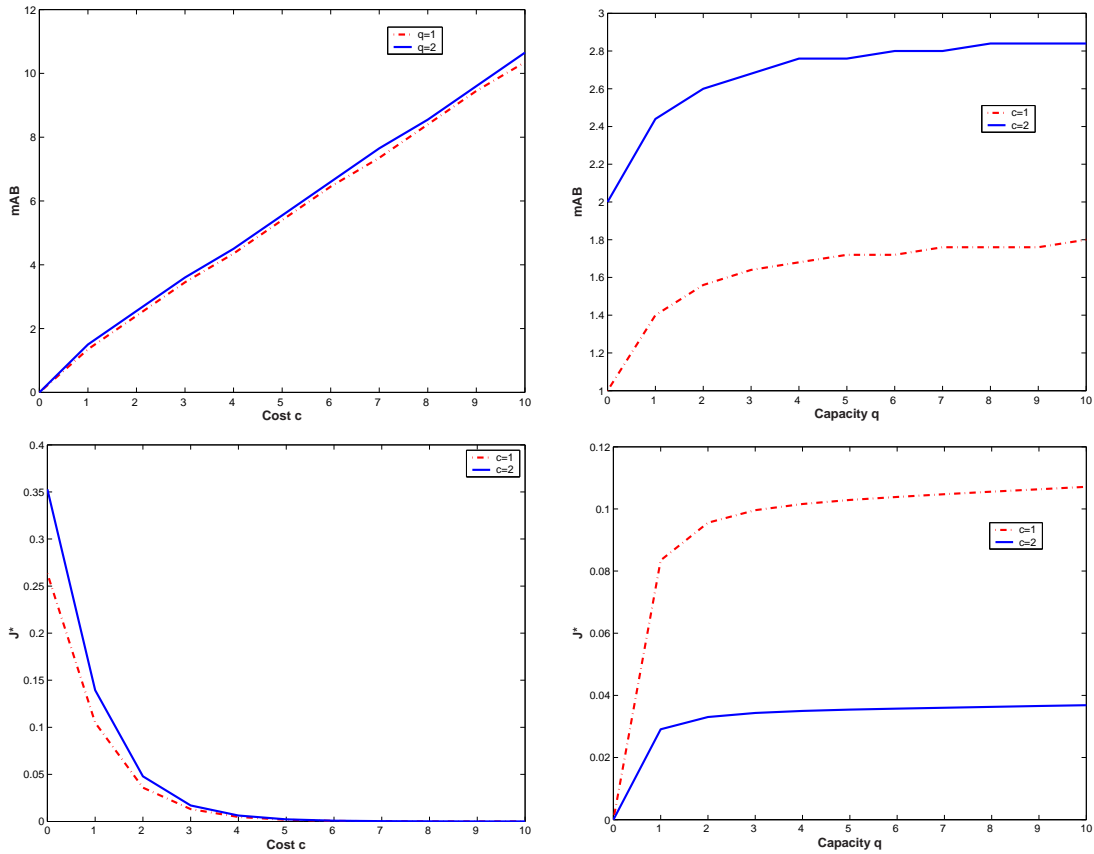 12
10
8
6
4
2
0
mAB
q=1
q=2
0 1 2 3 4 5 6 7 8 9 10
Cost c
3
2.8
2.6
2.4
2.2
2
1.8
1.6
1.4
1.2
1
mAB
c=1
c=2
0 1 2 3 4 5 6 7 8 9 10
Capacity q
0.4
0.35
0.3
0.25
0.2
0.15
0.1
0.05
0
J*
c=1
c=2
0 1 2 3 4 5 6 7 8 9 10
Cost c
0.12
0.1
0.08
0.06
0.04
0.02
0
J*
c=1
c=2
0 1 2 3 4 5 6 7 8 9 10
Capacity q